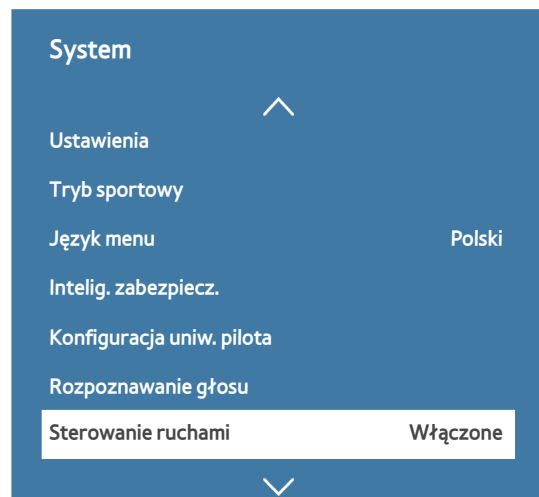 System
Ustawienia
Tryb sportowy
Język menu Polski
Intelig. zabezpiecz.
Konfiguracja uniw. pilota
Rozpoznawanie głosu
Sterowanie ruchami Włączone